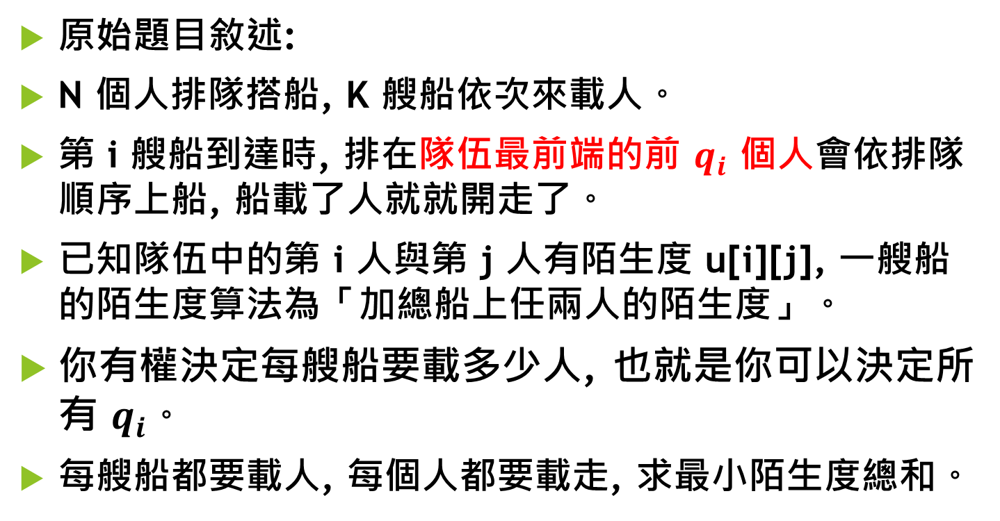 原始題目敘述:
N 個人排隊搭船, K 艘船依次來載人。
第 i 艘船到達時, 排在隊伍最前端的前 qᵢ 個人會依排隊
順序上船, 船載了人就就開走了。
已知隊伍中的第 i 人與第 j 人有陌生度 u[i][j], 一艘船
的陌生度算法為「加總船上任兩人的陌生度」。
你有權決定每艘船要載多少人, 也就是你可以決定所
有 qᵢ。
每艘船都要載人, 每個人都要載走, 求最小陌生度總和。